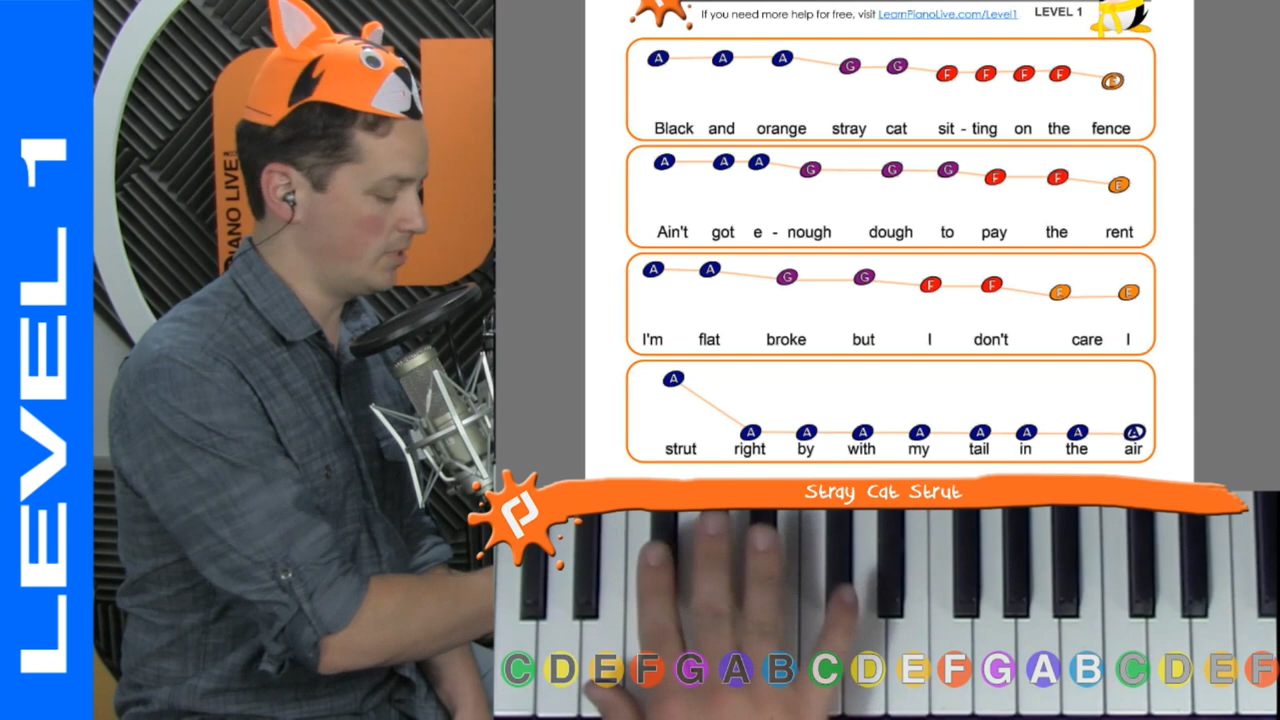 LEVEL 1
PIANO LIVE
If you need more help for free, visit LearnPianoLive.com/Level1 LEVEL 1
A A A G G F F F F E
Black and orange stray cat sit - ting on the fence
A A A G G G F F E
Ain't got e - nough dough to pay the rent
A A G G F F E E
I'm flat broke but I don't care I
A A A A A A A A A
strut right by with my tail in the air
Stray Cat Strut
C D E F G A B C D E F G A B C D E F